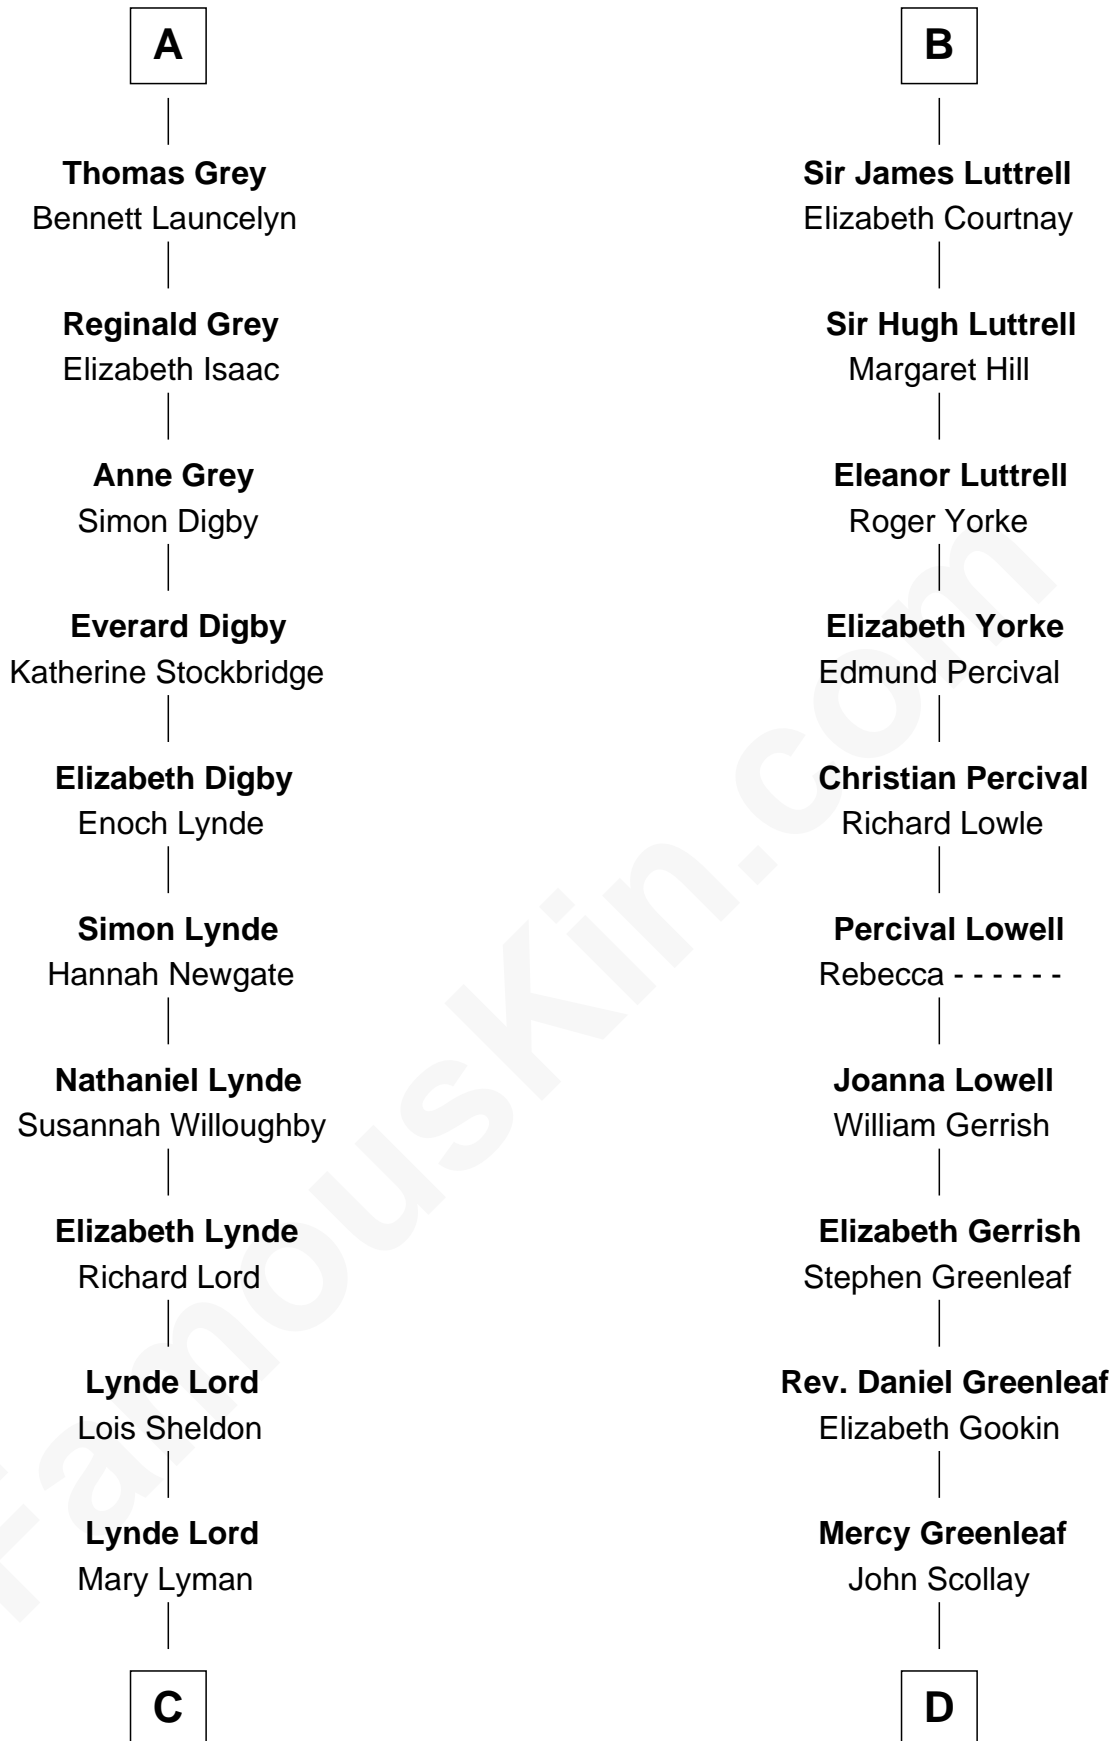 A
Thomas Grey
Bennett Launcelyn
Reginald Grey
Elizabeth Isaac
Anne Grey
Simon Digby
Everard Digby
Katherine Stockbridge
Elizabeth Digby
Enoch Lynde
Simon Lynde
Hannah Newgate
Nathaniel Lynde
Susannah Willoughby
Elizabeth Lynde
Richard Lord
Lynde Lord
Lois Sheldon
Lynde Lord
Mary Lyman
C
B
Sir James Luttrell
Elizabeth Courtnay
Sir Hugh Luttrell
Margaret Hill
Eleanor Luttrell
Roger Yorke
Elizabeth Yorke
Edmund Percival
Christian Percival
Richard Lowle
Percival Lowell
Rebecca - - - - - -
Joanna Lowell
William Gerrish
Elizabeth Gerrish
Stephen Greenleaf
Rev. Daniel Greenleaf
Elizabeth Gookin
Mercy Greenleaf
John Scollay
D
FamousKin.com